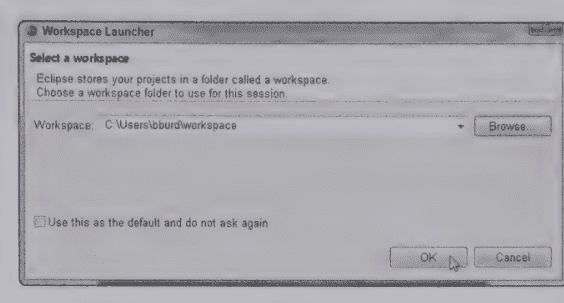 Workspace Launcher
Select a workspace
Eclipse stores your projects in a folder called a workspace.
Choose a workspace folder to use for this session.
Workspace: C:\Users\bburd\workspace
Browse...
Use this as the default and do not ask again
OK Cancel